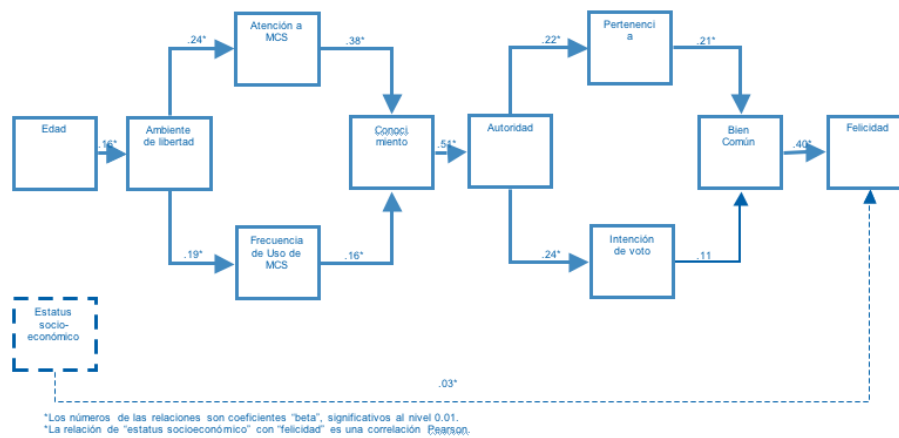 Atención a
MCS
Pertenenci
a
.24*
.38*
.22*
.21*
Edad
.16*
Ambiente
de libertad
Conoci
miento
.51*
Autoridad
Bien
Común
.40*
Felicidad
.19*
Frecuencia
de Uso de
MCS
.16*
.24*
Intención
de voto
.11
Estatus
socio-
económico
.03*
*Los números de las relaciones son coeficientes "beta", significativos al nivel 0.01.
*La relación de "estatus socioeconómico" con "felicidad" es una correlación Pearson.